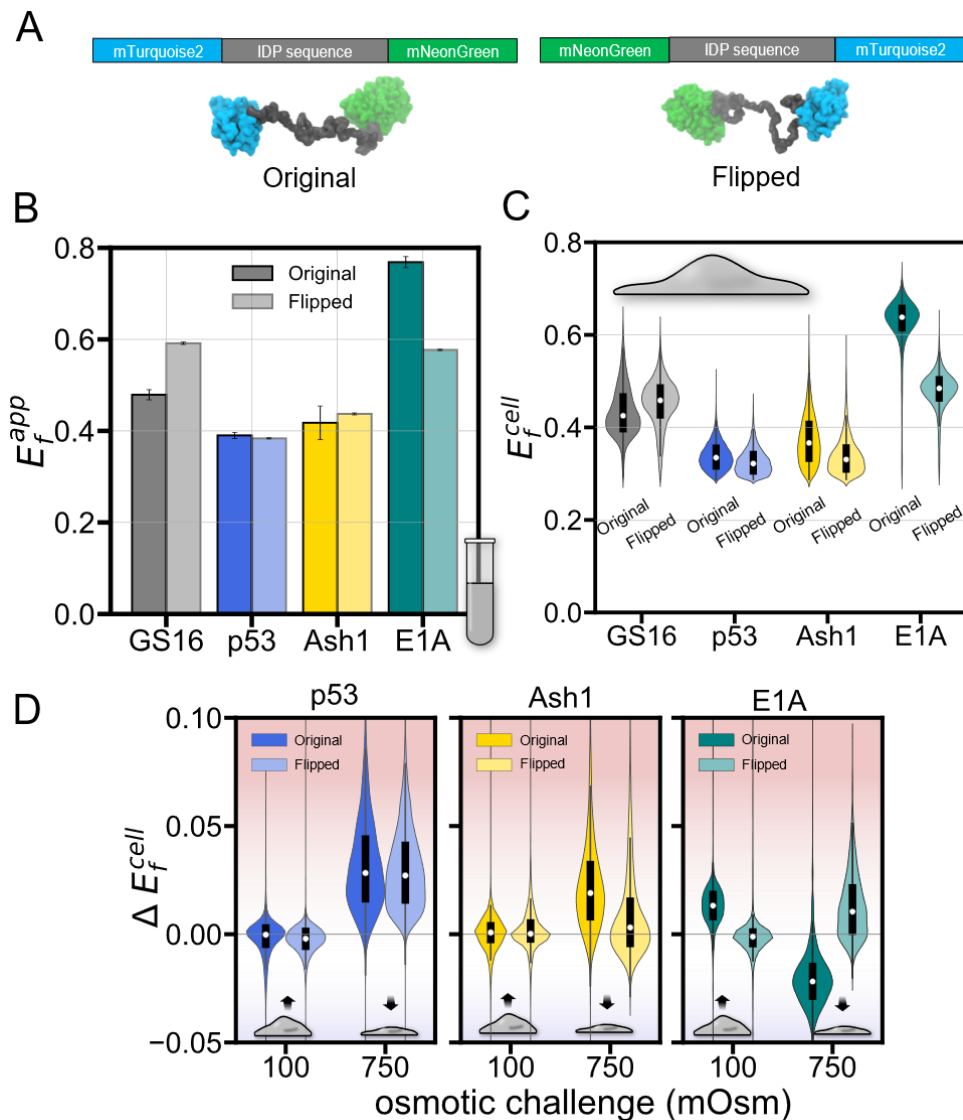 A
mTurquoise2 IDP sequence mNeonGreen
mNeonGreen IDP sequence mTurquoise2
Original
Flipped
B
E_f^{app}
0.8
0.6
0.4
0.2
0.0
Original
Flipped
GS16 p53 Ash1 E1A
C
E_f^{cell}
0.8
0.6
0.4
0.2
0.0
Original Flipped Original Flipped Original Flipped Original Flipped
GS16 p53 Ash1 E1A
D
p53 Ash1 E1A
Δ E_f^{cell}
0.10
0.05
0.00
−0.05
Original
Flipped
Original
Flipped
Original
Flipped
100 750 100 750 100 750
osmotic challenge (mOsm)